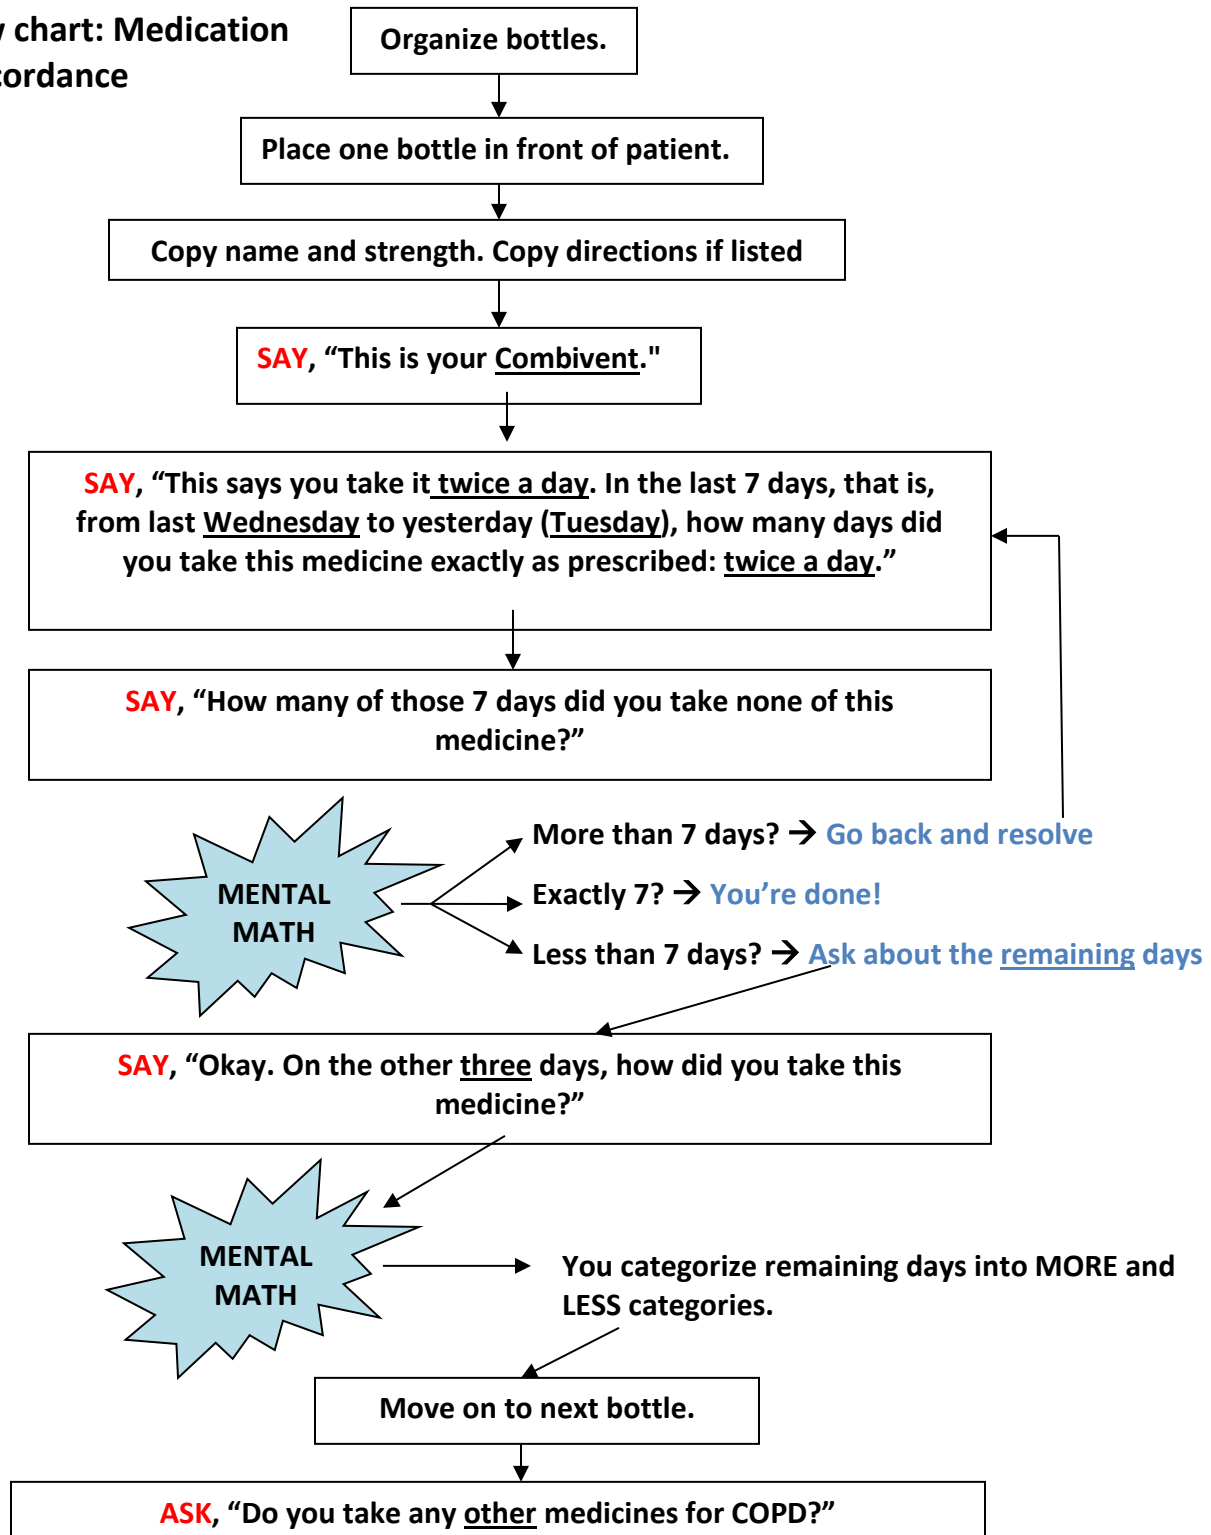 chart: Medication
Organize bottles.
Place one bottle in front of patient.
Copy name and strength. Copy directions if listed
SAY, “This is your Combivent."
SAY, “This says you take it twice a day. In the last 7 days, that is,
from last Wednesday to yesterday (Tuesday), how many days did
you take this medicine exactly as prescribed: twice a day.”
SAY, “How many of those 7 days did you take none of this
medicine?”
MENTAL
MATH
More than 7 days? → Go back and resolve
Exactly 7? → You’re done!
Less than 7 days? → Ask about the remaining days
SAY, “Okay. On the other three days, how did you take this
medicine?”
MENTAL
MATH
You categorize remaining days into MORE and
LESS categories.
Move on to next bottle.
ASK, “Do you take any other medicines for COPD?”